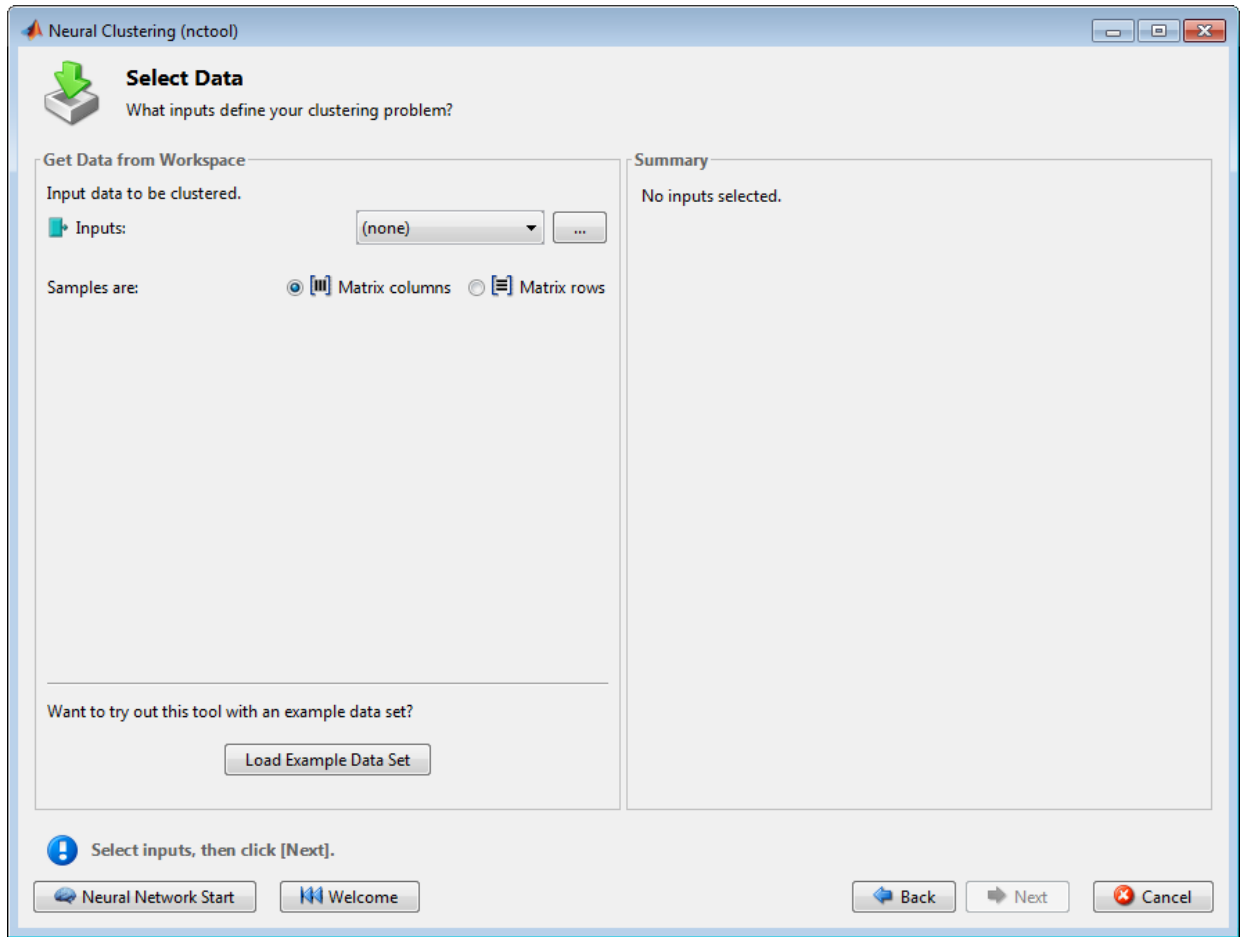 Neural Clustering (nctool)
Select Data
What inputs define your clustering problem?
Get Data from Workspace
Input data to be clustered.
Inputs:
(none)
...
Samples are:
Matrix columns
Matrix rows
Want to try out this tool with an example data set?
Load Example Data Set
Summary
No inputs selected.
Select inputs, then click [Next].
Neural Network Start
Welcome
Back
Next
Cancel